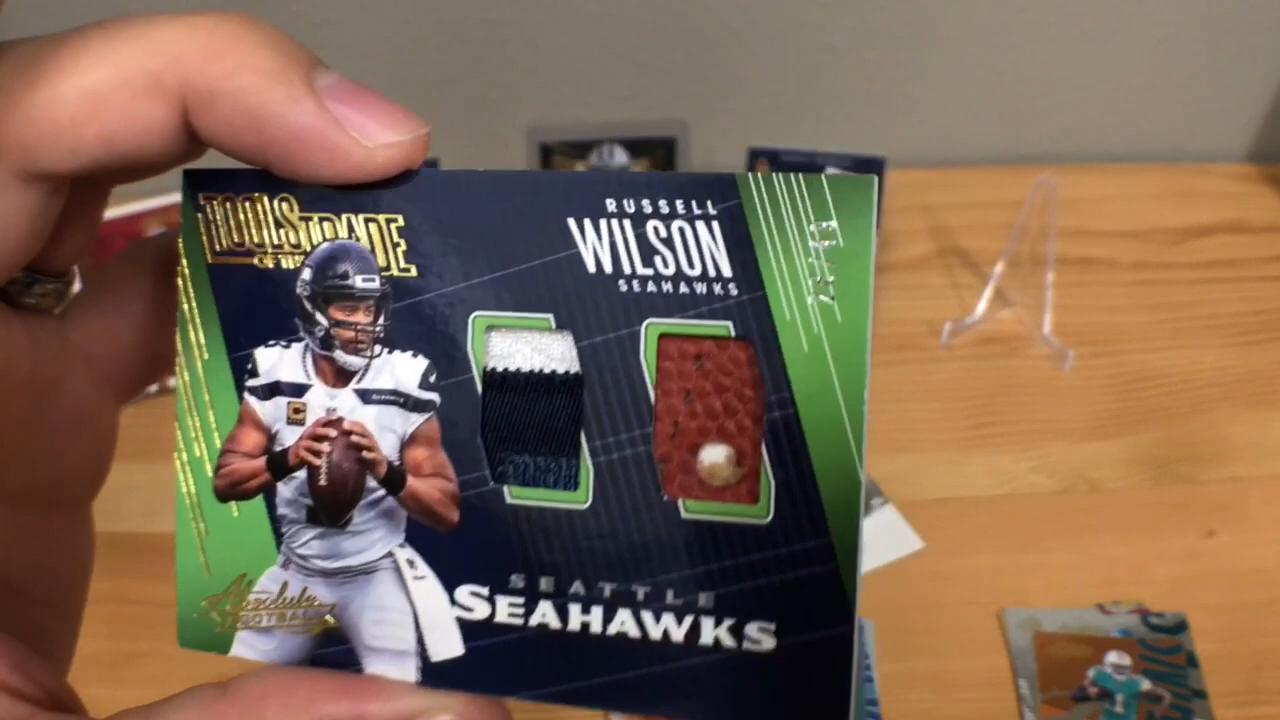 TOOLS OF THE TRADE
RUSSELL
WILSON
SEAHAWKS
C
SEATTLE
SEAHAWKS
Absolute
FOOTBALL